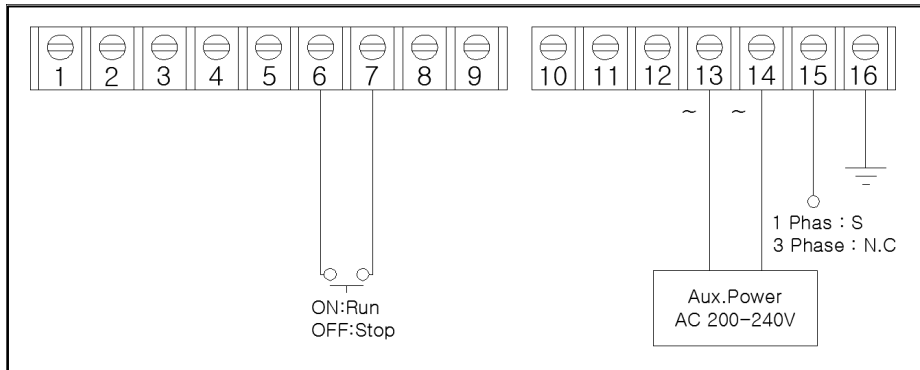 1 2 3 4 5 6 7 8 9 10 11 12 13 14 15 16
~ ~
1 Phas : S
3 Phase : N.C
ON:Run
OFF:Stop
Aux.Power
AC 200-240V